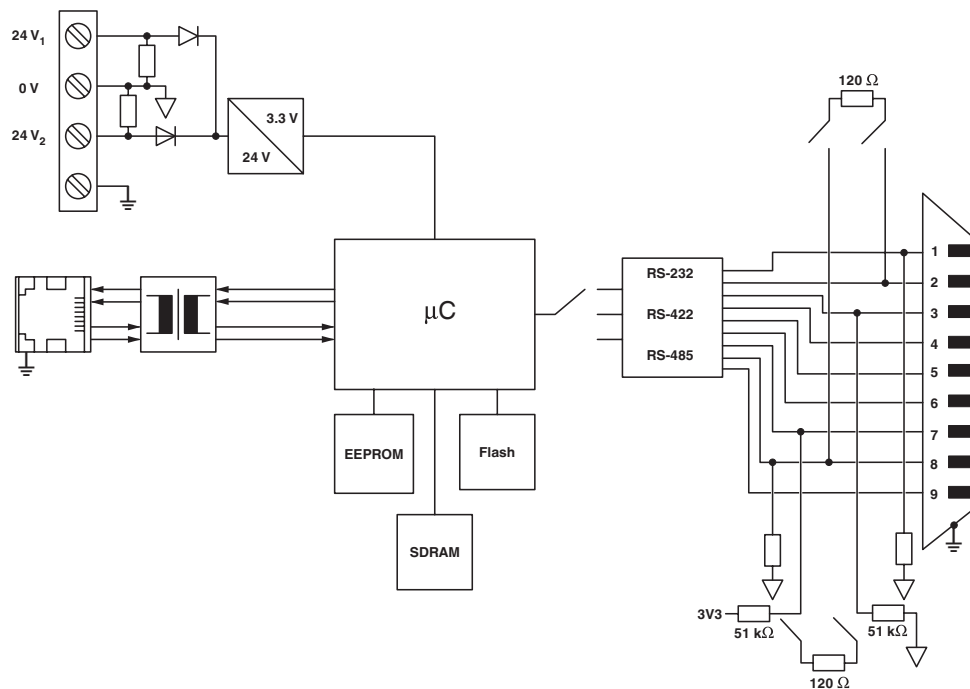 24 V1
0 V
24 V2
3.3 V
24 V
120 Ω
μC
RS-232
RS-422
RS-485
1
2
3
4
5
6
7
8
9
EEPROM
Flash
SDRAM
3V3
51 kΩ
51 kΩ
120 Ω